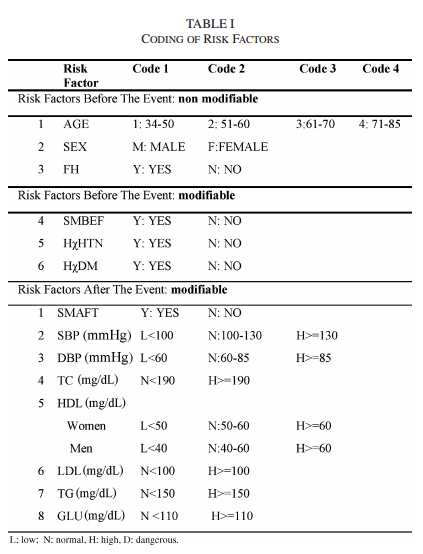 TABLE I
CODING OF RISK FACTORS
Risk Factor Code 1 Code 2 Code 3 Code 4
Risk Factors Before The Event: non modifiable
1 AGE 1: 34-50 2: 51-60 3:61-70 4: 71-85
2 SEX M: MALE F:FEMALE
3 FH Y: YES N: NO
Risk Factors Before The Event: modifiable
4 SMBEF Y: YES N: NO
5 HχHTN Y: YES N: NO
6 HχDM Y: YES N: NO
Risk Factors After The Event: modifiable
1 SMAFT Y: YES N: NO
2 SBP (mmHg) L<100 N:100-130 H>=130
3 DBP (mmHg) L<60 N:60-85 H>=85
4 TC (mg/dL) N<190 H>=190
5 HDL (mg/dL)
Women L<50 N:50-60 H>=60
Men L<40 N:40-60 H>=60
6 LDL (mg/dL) N<100 H>=100
7 TG (mg/dL) N<150 H>=150
8 GLU (mg/dL) N <110 H>=110
L: low; N: normal, H: high, D: dangerous.